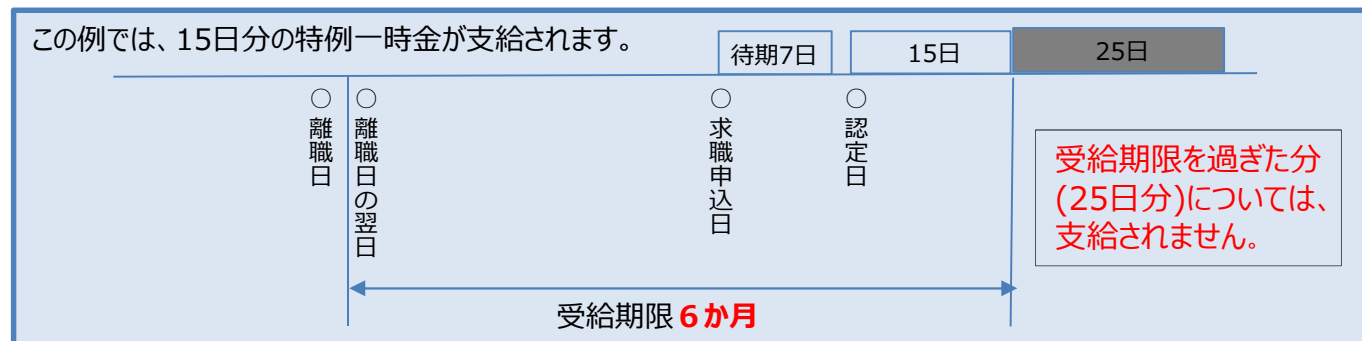 この例では、15日分の特例一時金が支給されます。
待期7日
15日
25日
○離職日
○離職日の翌日
○求職申込日
○認定日
受給期限を過ぎた分
(25日分)については、
支給されません。
受給期限６か月